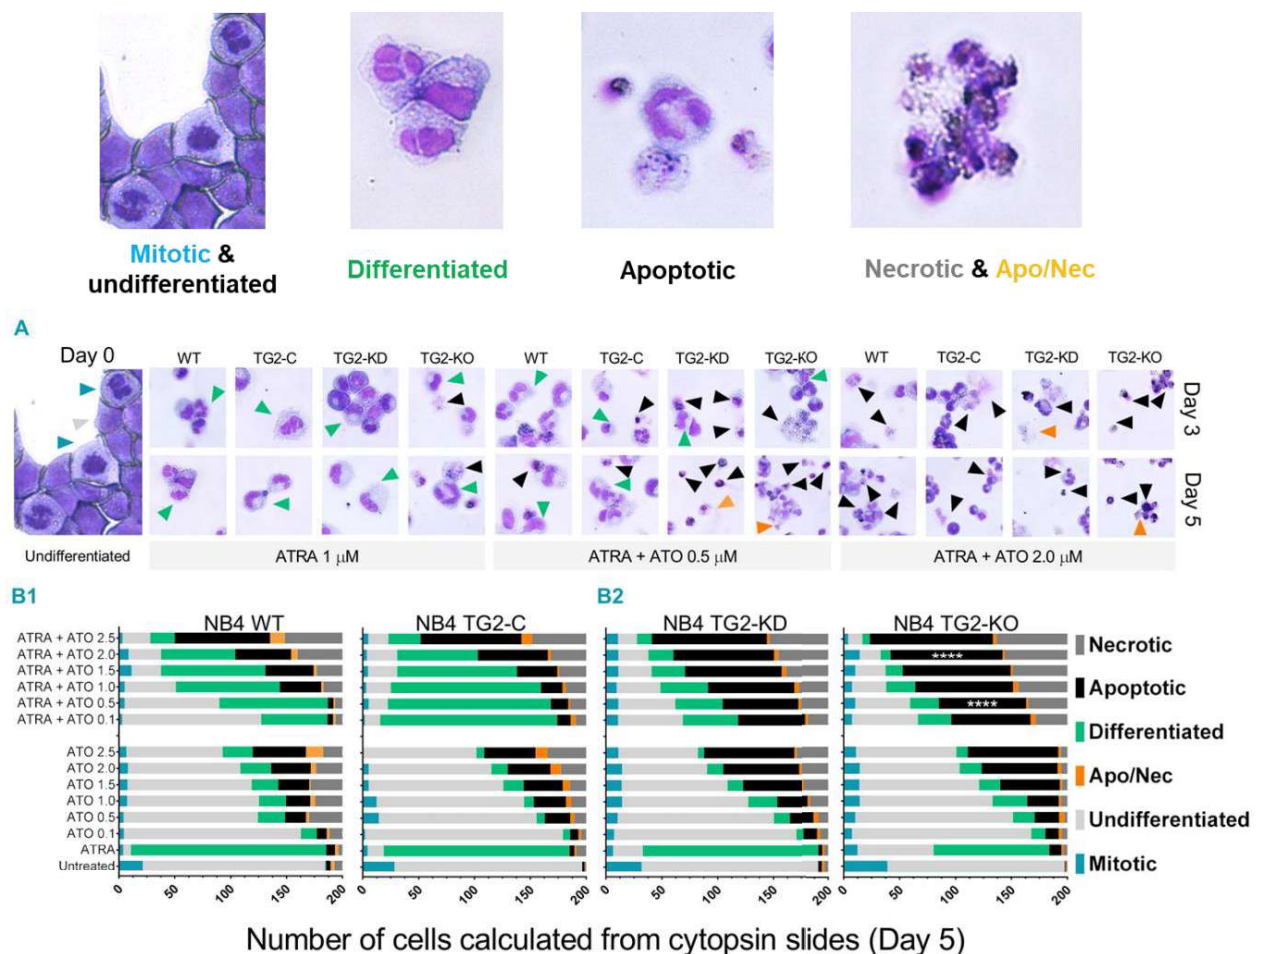 Mitotic &
undifferentiated
Differentiated
Apoptotic
Necrotic & Apo/Nec
A
Day 0
WT TG2-C TG2-KD TG2-KO WT TG2-C TG2-KD TG2-KO WT TG2-C TG2-KD TG2-KO
Day 3
Day 5
Undifferentiated
ATRA 1 μM
ATRA + ATO 0.5 μM
ATRA + ATO 2.0 μM
B1
B2
NB4 WT
NB4 TG2-C
NB4 TG2-KD
NB4 TG2-KO
ATRA + ATO 2.5
ATRA + ATO 2.0
ATRA + ATO 1.5
ATRA + ATO 1.0
ATRA + ATO 0.5
ATRA + ATO 0.1
ATO 2.5
ATO 2.0
ATO 1.5
ATO 1.0
ATO 0.5
ATO 0.1
ATRA
Untreated
****
****
0 50 100 150 200
0 50 100 150 200
0 50 100 150 200
0 50 100 150 200
Necrotic
Apoptotic
Differentiated
Apo/Nec
Undifferentiated
Mitotic
Number of cells calculated from cytopsin slides (Day 5)